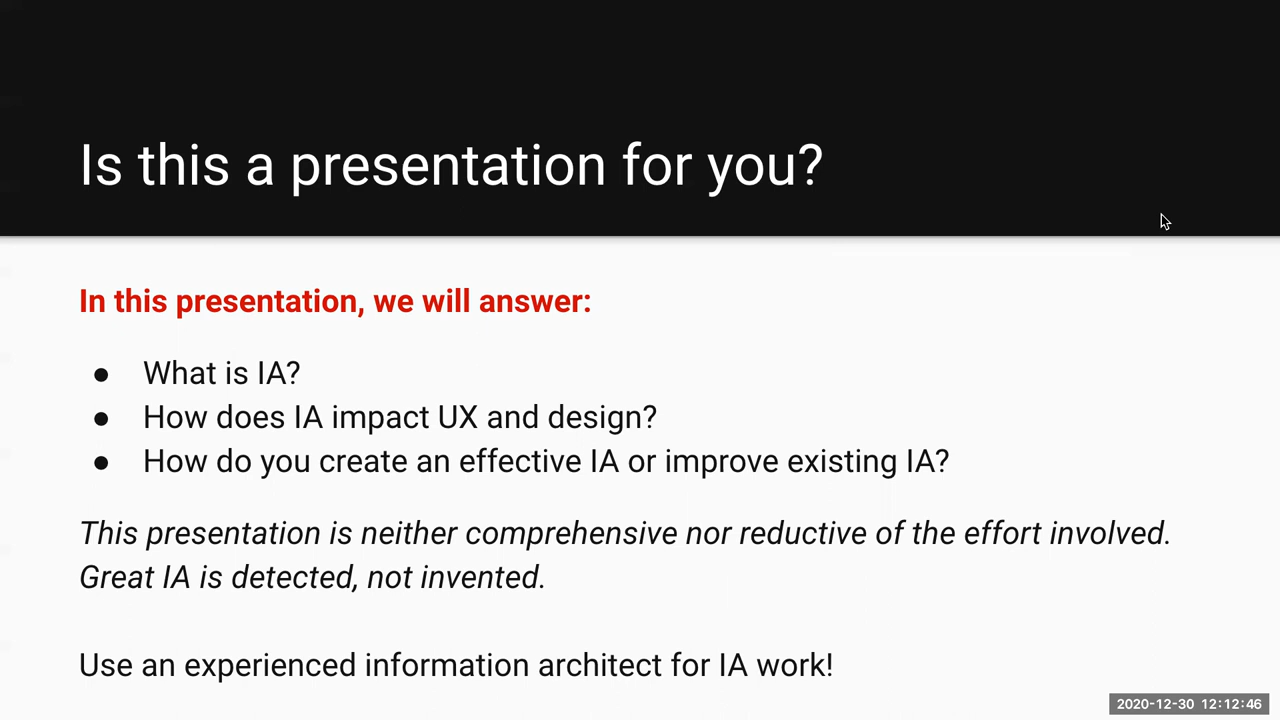 Is this a presentation for you?
In this presentation, we will answer:
● What is IA?
● How does IA impact UX and design?
● How do you create an effective IA or improve existing IA?
This presentation is neither comprehensive nor reductive of the effort involved.
Great IA is detected, not invented.
Use an experienced information architect for IA work!
2020-12-30 12:12:46